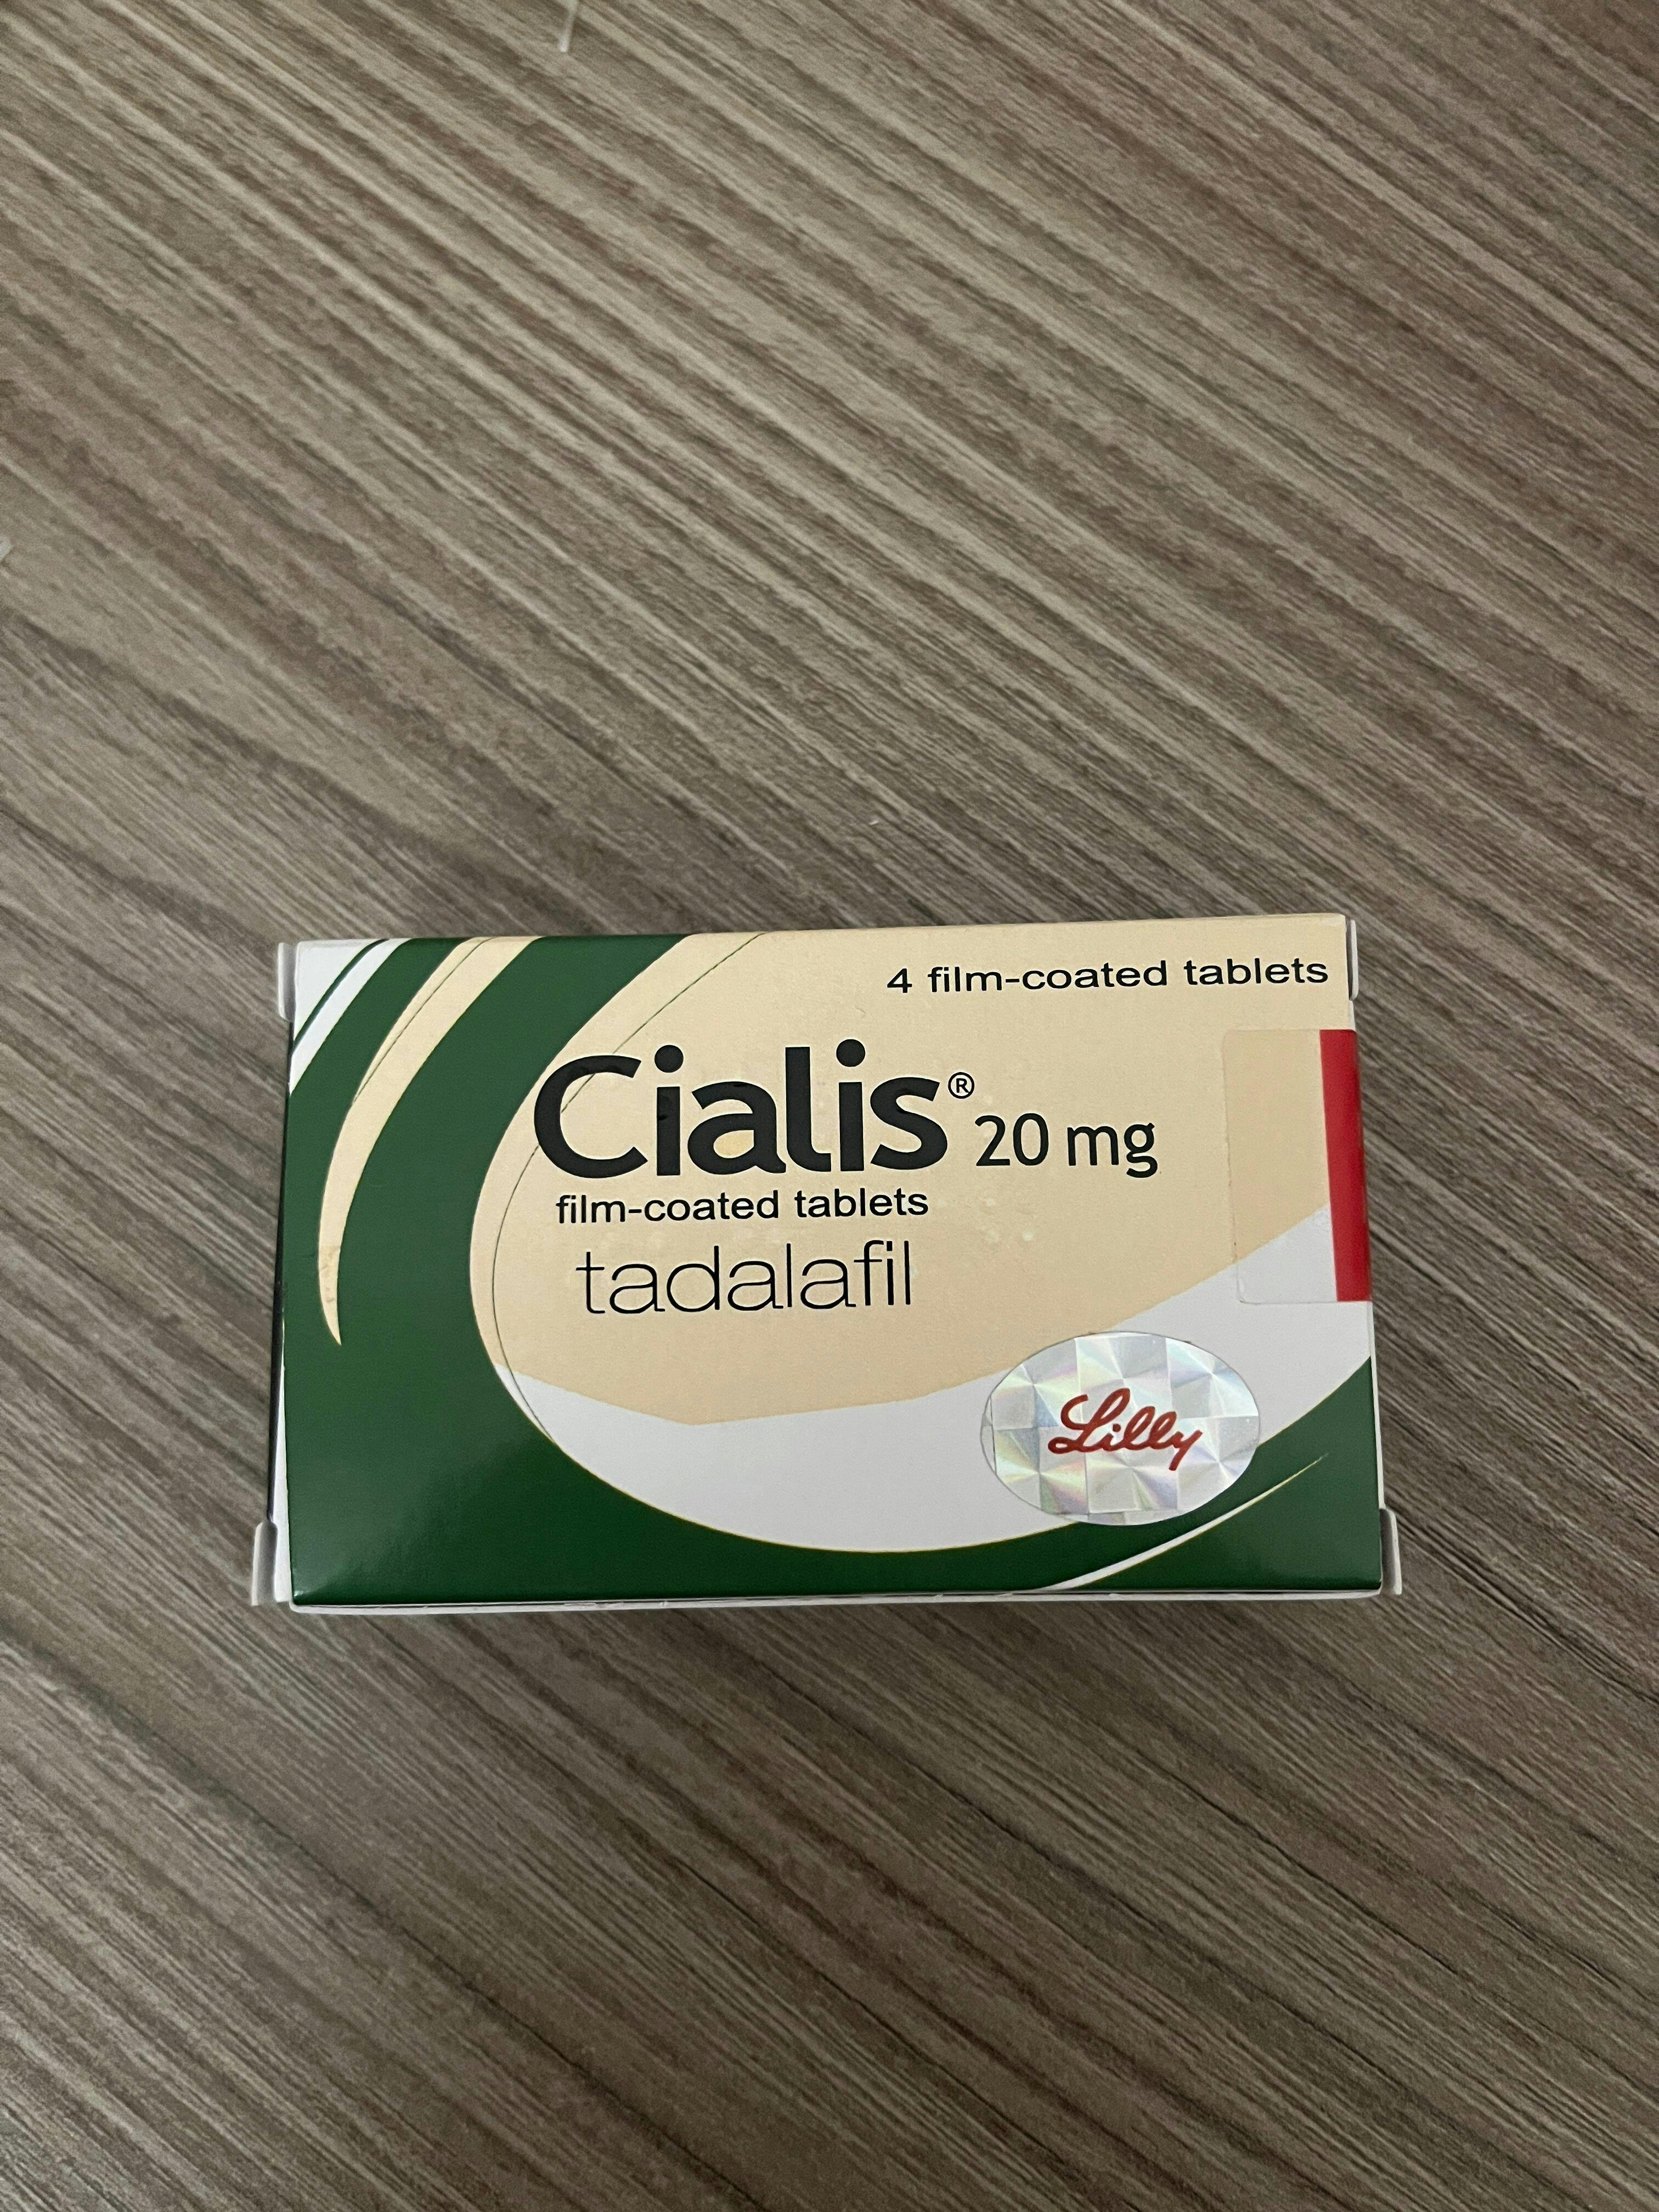 4 film-coated tablets
Cialis® 20 mg
film-coated tablets
tadalafil
Lilly